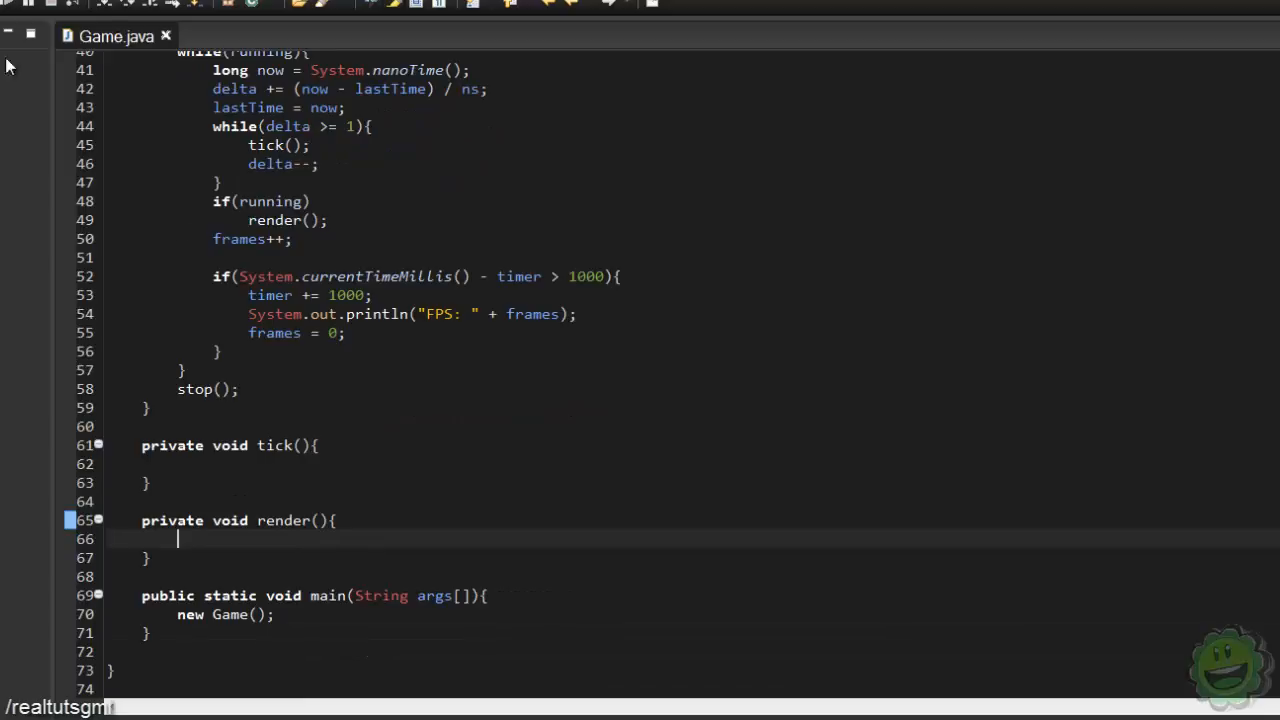 Game.java
40 while(running){
41 long now = System.nanoTime();
42 delta += (now - lastTime) / ns;
43 lastTime = now;
44 while(delta >= 1){
45 tick();
46 delta--;
47 }
48 if(running)
49 render();
50 frames++;
51
52 if(System.currentTimeMillis() - timer > 1000){
53 timer += 1000;
54 System.out.println("FPS: " + frames);
55 frames = 0;
56 }
57 }
58 stop();
59 }
60
61 private void tick(){
62
63 }
64
65 private void render(){
66
67 }
68
69 public static void main(String args[]){
70 new Game();
71 }
72
73 }
74
/realtutsgml